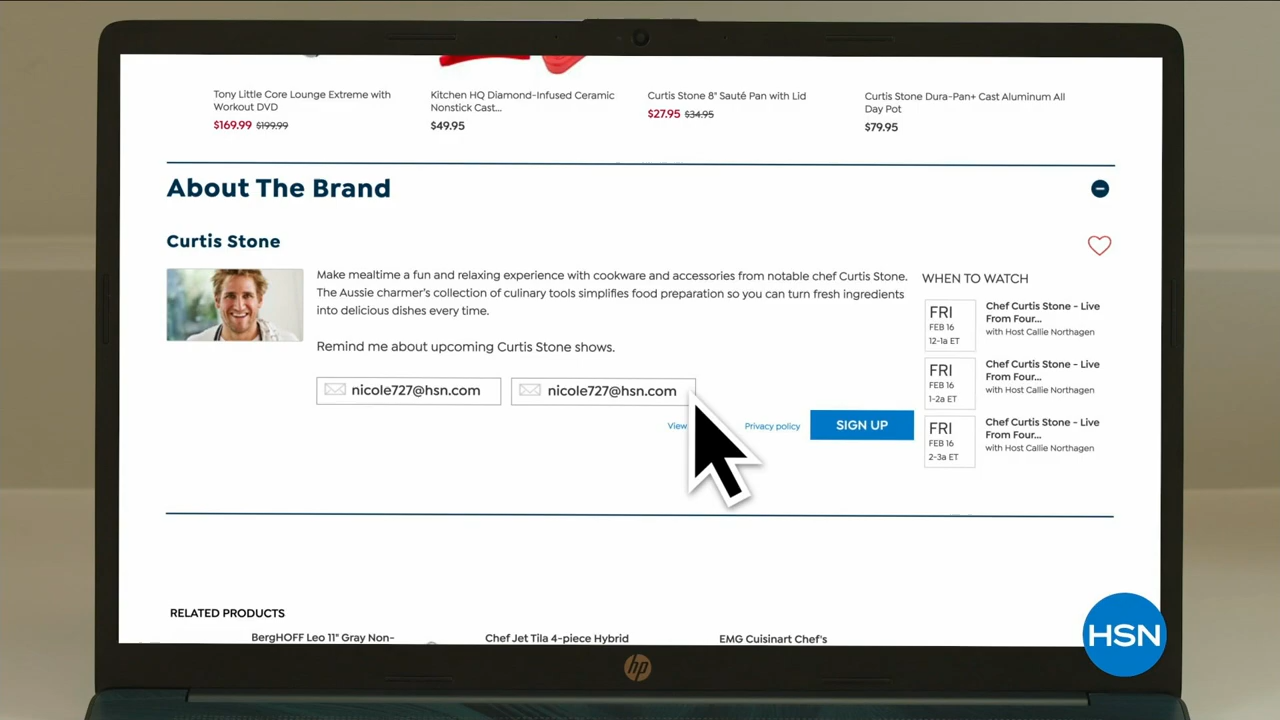 Tony Little Core Lounge Extreme with
Workout DVD
$169.99 $199.99
Kitchen HQ Diamond-Infused Ceramic
Nonstick Cast...
$49.95
Curtis Stone 8" Sauté Pan with Lid
$27.95 $34.95
Curtis Stone Dura-Pan+ Cast Aluminum All
Day Pot
$79.95
About The Brand
Curtis Stone
Make mealtime a fun and relaxing experience with cookware and accessories from notable chef Curtis Stone.
The Aussie charmer's collection of culinary tools simplifies food preparation so you can turn fresh ingredients
into delicious dishes every time.
Remind me about upcoming Curtis Stone shows.
nicole727@hsn.com
nicole727@hsn.com
View
Privacy policy
SIGN UP
WHEN TO WATCH
FRI
FEB 16
12-1a ET
Chef Curtis Stone - Live
From Four...
with Host Callie Northagen
FRI
FEB 16
1-2a ET
Chef Curtis Stone - Live
From Four...
with Host Callie Northagen
FRI
FEB 16
2-3a ET
Chef Curtis Stone - Live
From Four...
with Host Callie Northagen
RELATED PRODUCTS
BergHOFF Leo 11" Gray Non-
Chef Jet Tila 4-piece Hybrid
EMG Cuisinart Chef's
HSN
hp